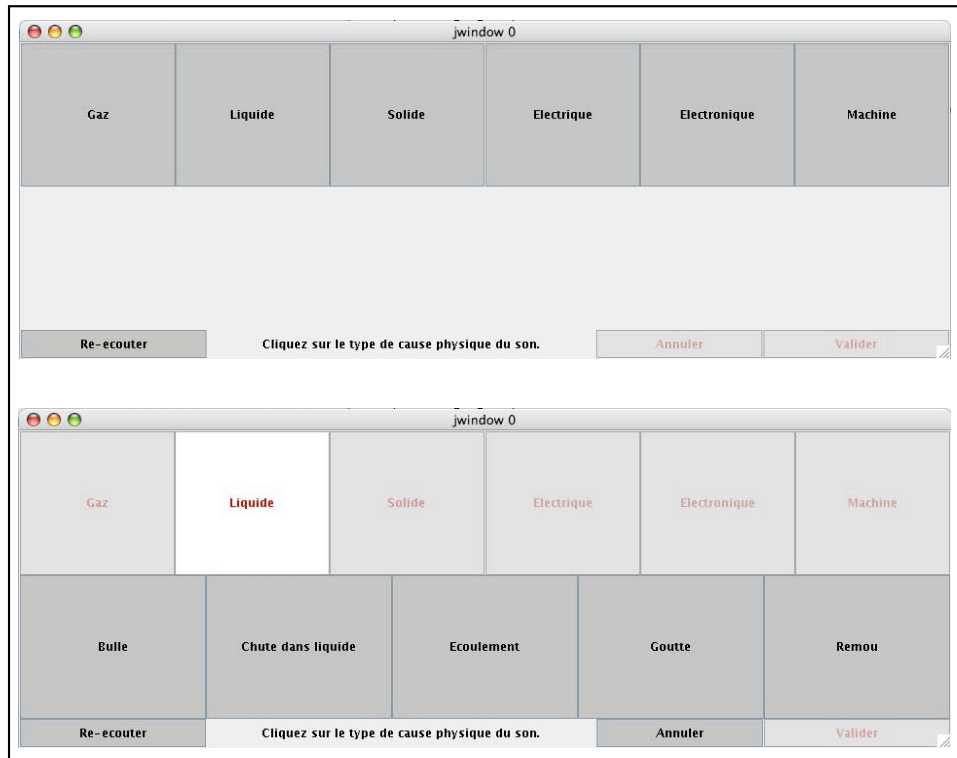 jwindow 0
Gaz Liquide Solide Electrique Electronique Machine
Re-ecouter Cliquez sur le type de cause physique du son. Annuler Valider
jwindow 0
Gaz Liquide Solide Electrique Electronique Machine
Bulle Chute dans liquide Ecoulement Goutte Remou
Re-ecouter Cliquez sur le type de cause physique du son. Annuler Valider